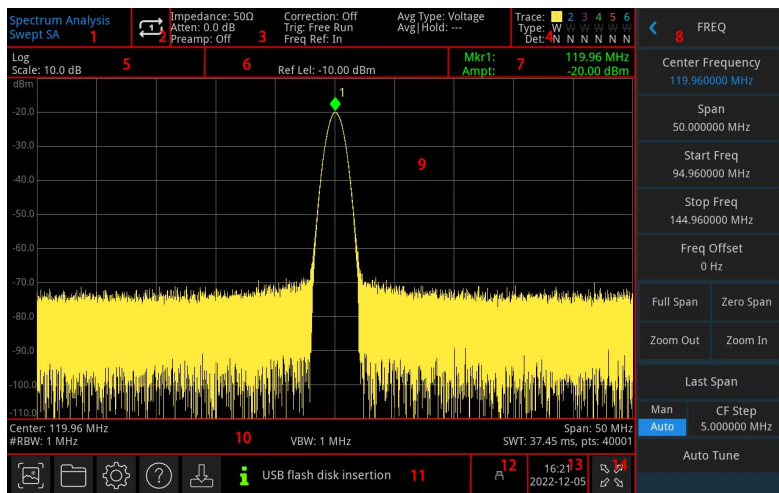 Spectrum Analysis
Swept SA
1
2
Impedance: 50Ω Correction: Off Avg Type: Voltage
Atten: 0.0 dB Trig: Free Run Avg|Hold: ---
Preamp: Off Freq Ref: In
3
Trace: 1 2 3 4 5 6
Type: W W W W W W
Det: N N N N N N
4
Log
Scale: 10.0 dB
5
6
Ref Lel: -10.00 dBm
Mkr1: 119.96 MHz
Ampt: -20.00 dBm
7
dBm
1
-20.0
-30.0
-40.0
-50.0
-60.0
-70.0
-80.0
-90.0
-100.0
-110.0
9
Center: 119.96 MHz Span: 50 MHz
#RBW: 1 MHz VBW: 1 MHz SWT: 37.45 ms, pts: 40001
10
?
i
USB flash disk insertion
11
12
16:21
2022-12-05
13
14
FREQ
8
Center Frequency
119.960000 MHz
Span
50.000000 MHz
Start Freq
94.960000 MHz
Stop Freq
144.960000 MHz
Freq Offset
0 Hz
Full Span Zero Span
Zoom Out Zoom In
Last Span
Man CF Step
Auto 5.000000 MHz
Auto Tune